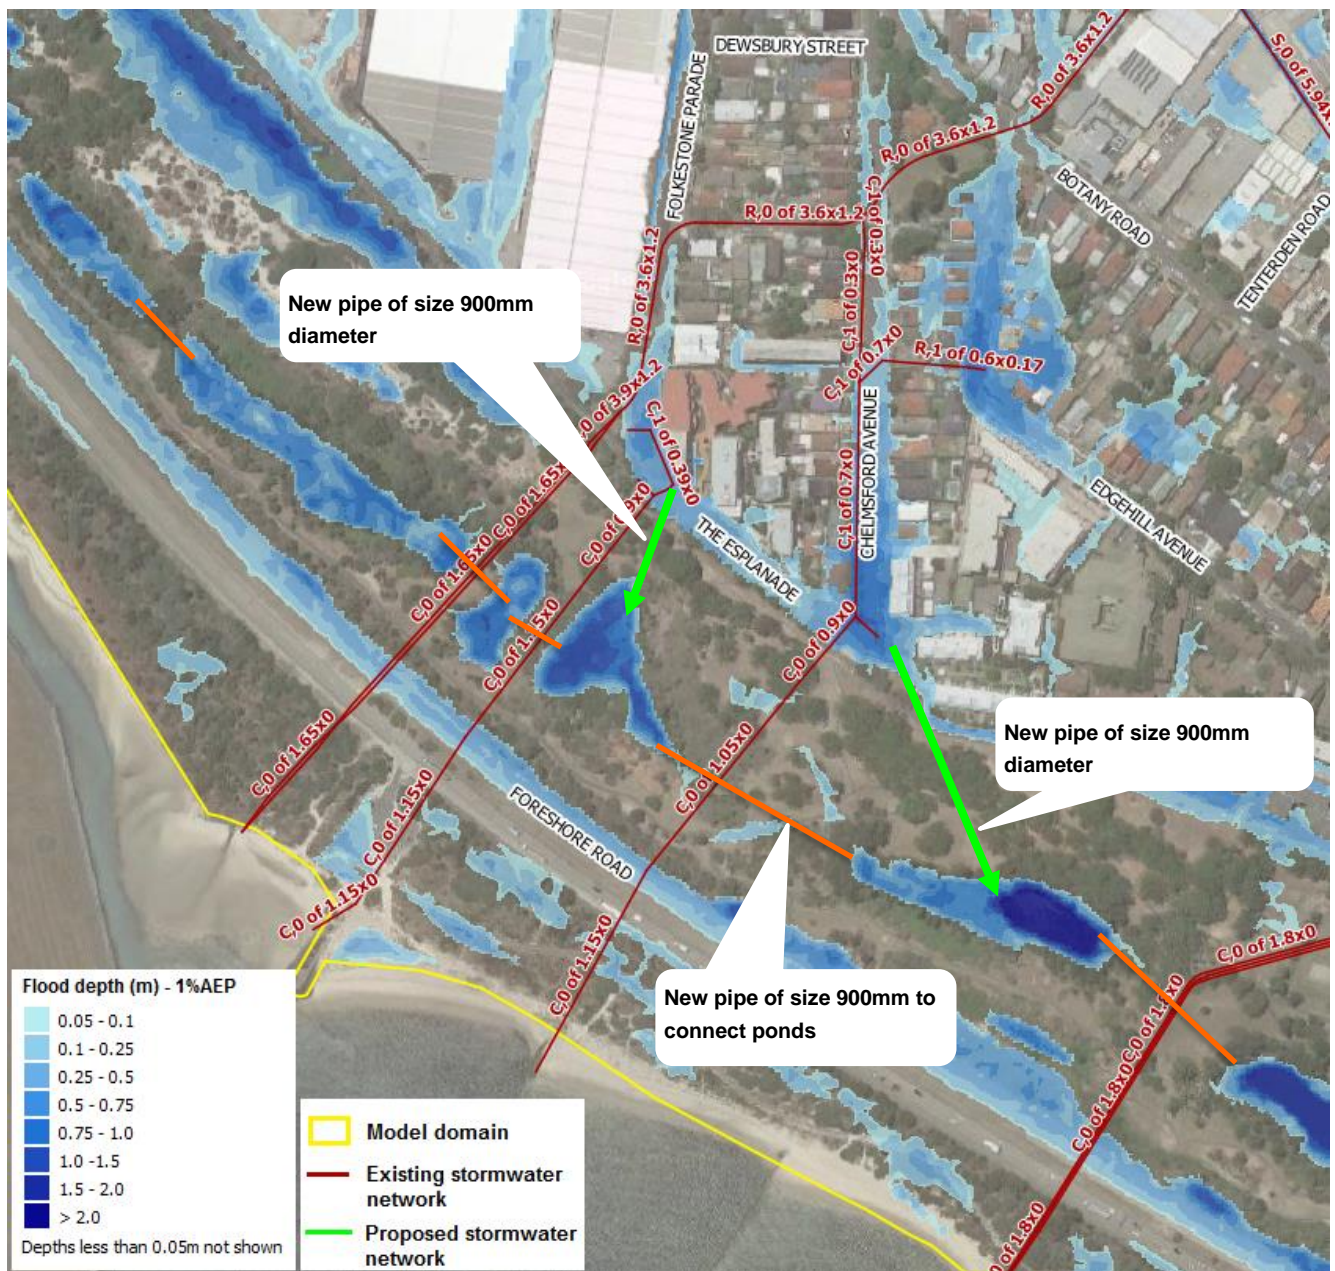 DEWSBURY STREET
FOLKESTONE PARADE
R,0 of 3.6x1.2
S,0 of 5.94x
R,0 of 3.6x1.2
BOTANY ROAD
TENTERDEN ROAD
R,0 of 3.6x1.2
C,1 of 0.3x0
R,0 of 3.6x1.2
C,1 of 0.3x0
New pipe of size 900mm
diameter
C,1 of 0.7x0
R,1 of 0.6x0.17
,0 of 3.9x1.2
C,1 of 0.39x0
CHELMSFORD AVENUE
C,0 of 1.65x
C,1 of 0.7x0
EDGEHILL AVENUE
C,0 of 0.9x0
THE ESPLANADE
C,0 of 1.65x0
C,0 of 1.15x0
C,0 of 0.9x0
C,0 of 1.65x0
C,0 of 1.05x0
New pipe of size 900mm
diameter
FORESHORE ROAD
C,0 of 1.15x0
C,0 of 1.15x0
C,0 of 1.15x0
New pipe of size 900mm to
connect ponds
C,0 of 1.8x0
C,0 of 1.8x0
C,0 of 1.8x0
0 of 1.8x0
Flood depth (m) - 1%AEP
0.05 - 0.1
0.1 - 0.25
0.25 - 0.5
0.5 - 0.75
0.75 - 1.0
1.0 -1.5
1.5 - 2.0
> 2.0
Depths less than 0.05m not shown
Model domain
Existing stormwater
network
Proposed stormwater
network